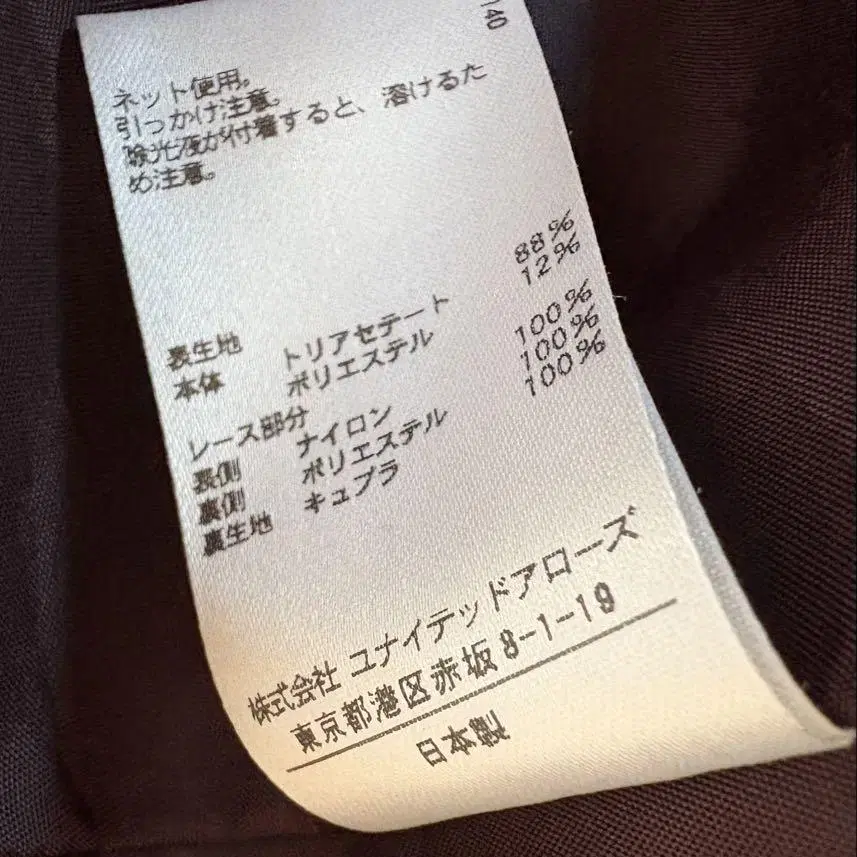 140
ネット使用。
引っかけ注意。
除光液が付着すると、溶けるた
め注意。
表生地
本体 トリアセテート 88%
ポリエステル 12%
レース部分
表側 ナイロン 100%
裏側 ポリエステル 100%
裏生地 キュプラ 100%
株式会社 ユナイテッドアローズ
東京都港区赤坂8-1-19
日本製